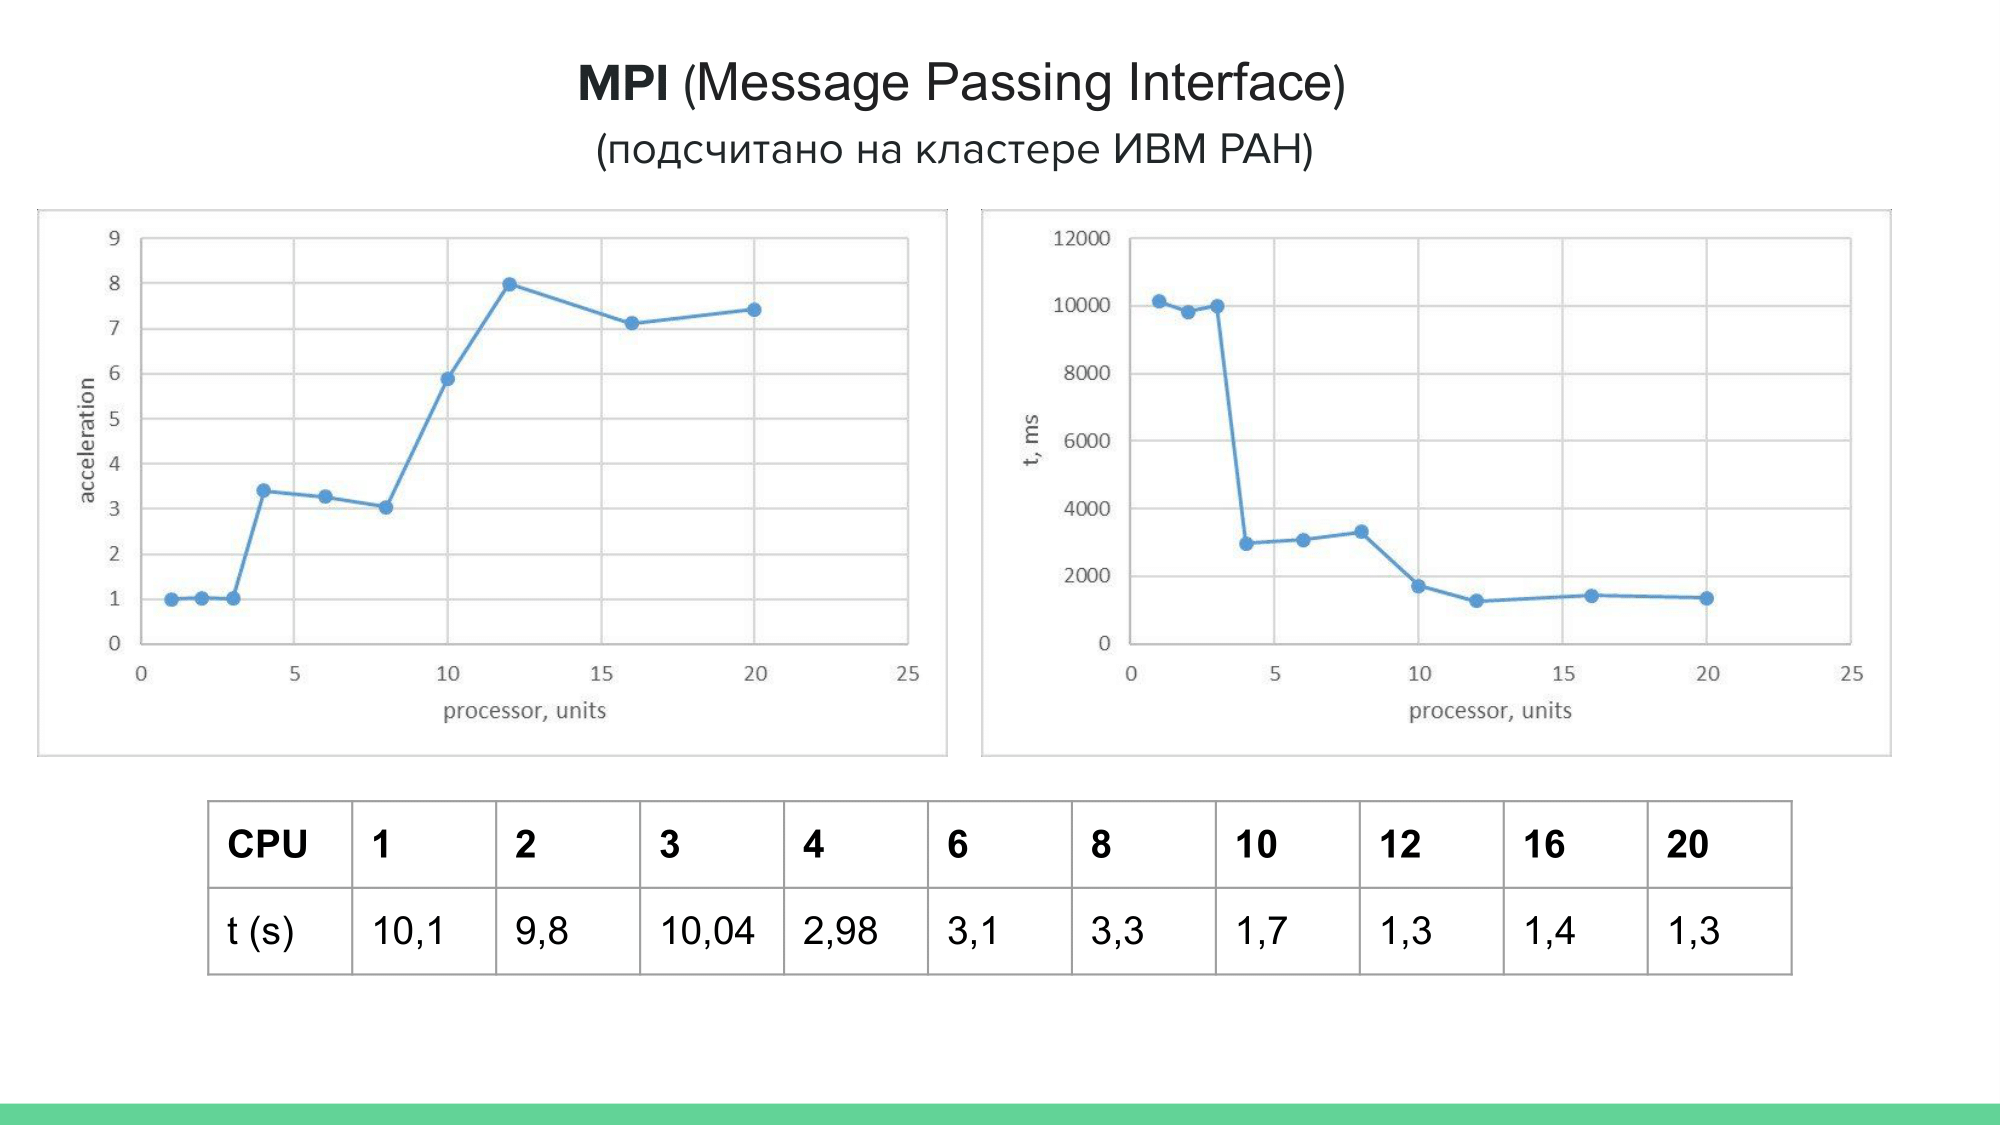 MPI (Message Passing Interface)
(подсчитано на кластере ИВМ РАН)
9
8
7
6
5
4
3
2
1
0
acceleration
0 5 10 15 20 25
processor, units
12000
10000
8000
6000
4000
2000
0
t, ms
0 5 10 15 20 25
processor, units
CPU 1 2 3 4 6 8 10 12 16 20
t (s) 10,1 9,8 10,04 2,98 3,1 3,3 1,7 1,3 1,4 1,3